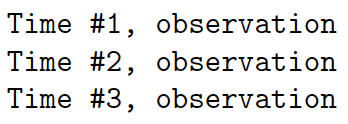 Time #1, observation
Time #2, observation
Time #3, observation